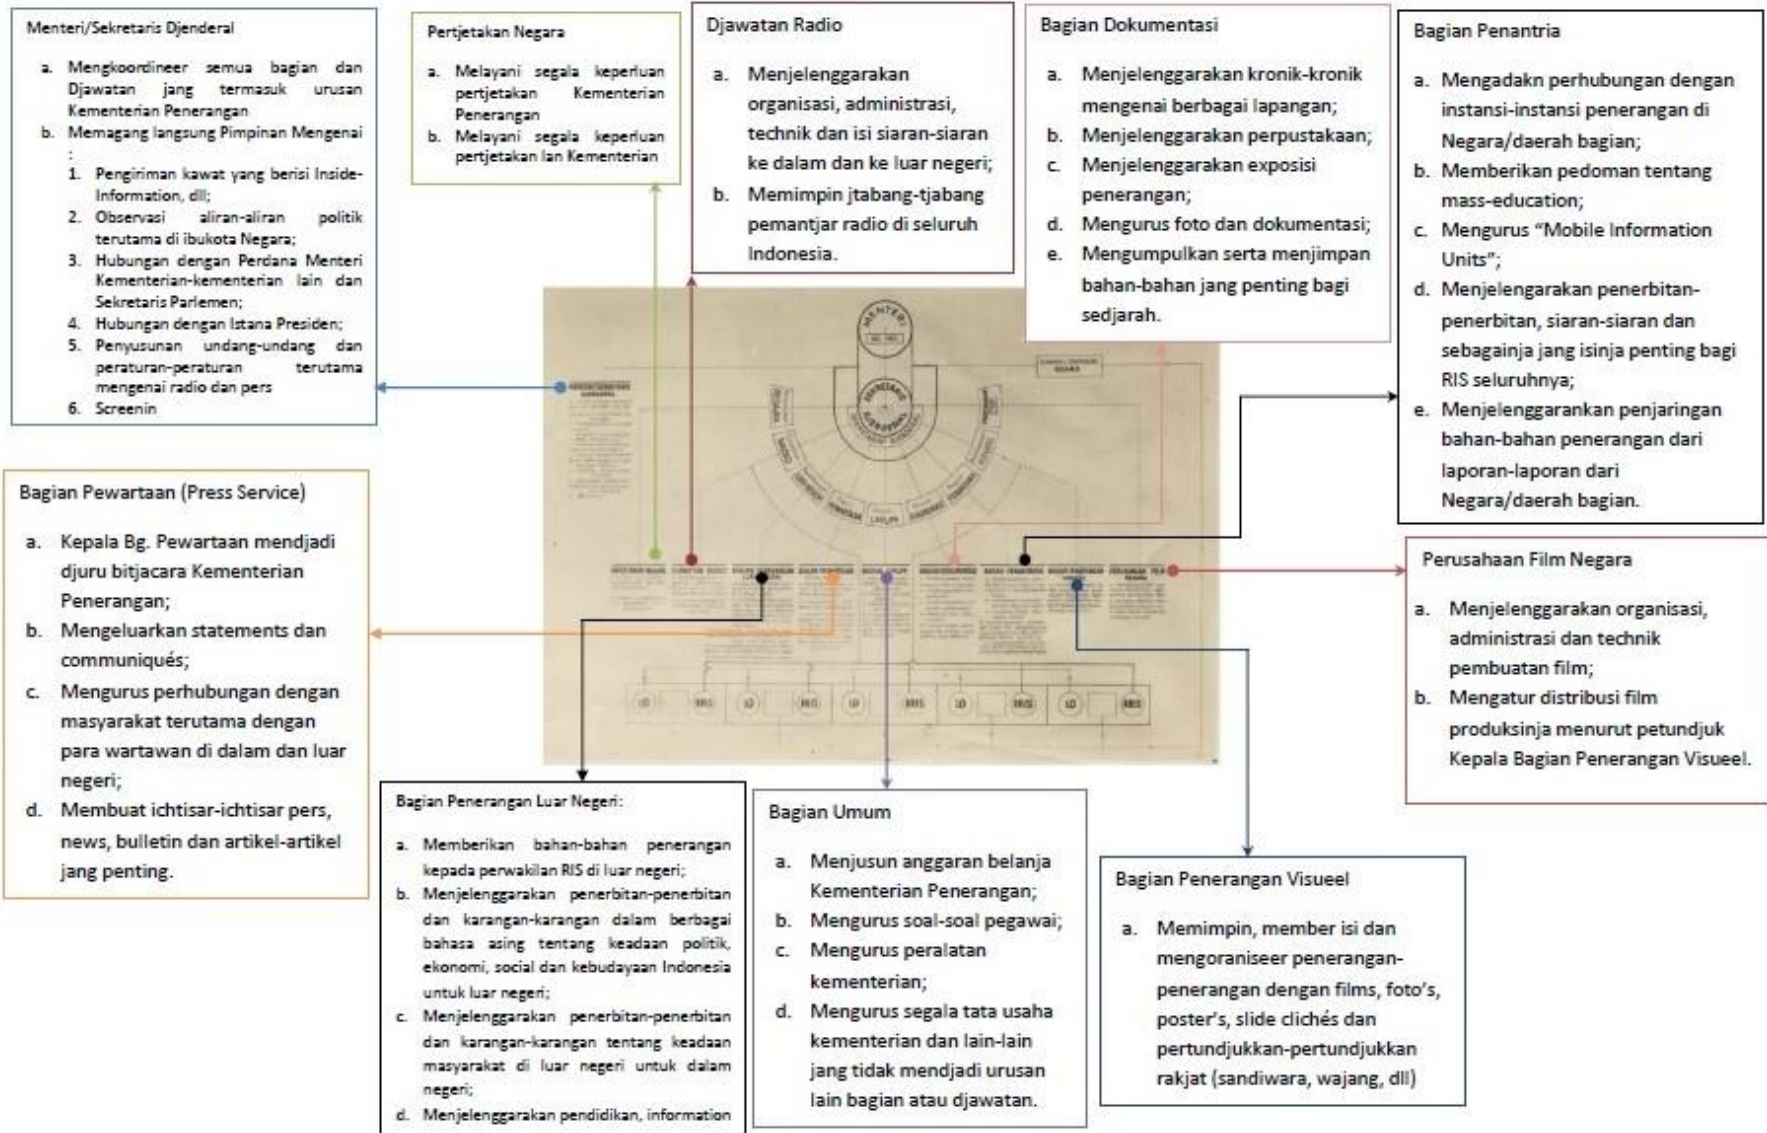 Menteri/Sekretaris Djenderal
a. Mengkoordineer semua bagian dan
Djawatan jang termasuk urusan
Kementerian Penerangan
b. Memagang langsung Pimpinan Mengenai
:
1. Pengiriman kawat yang berisi Inside-
Information, dll;
2. Observasi aliran-aliran politik
terutama di ibukota Negara;
3. Hubungan dengan Perdana Menteri
Kementerian-kementerian lain dan
Sekretaris Parlemen;
4. Hubungan dengan Istana Presiden;
5. Penyusunan undang-undang dan
peraturan-peraturan terutama
mengenai radio dan pers
6. Screenin
Pertjetakan Negara
a. Melayani segala keperluan
pertjetakan Kementerian
Penerangan
b. Melayani segala keperluan
pertjetakan lan Kementerian
Djawatan Radio
a. Menjelenggarakan
organisasi, administrasi,
technik dan isi siaran-siaran
ke dalam dan ke luar negeri;
b. Memimpin jtabang-tjabang
pemantjar radio di seluruh
Indonesia.
Bagian Dokumentasi
a. Menjelenggarakan kronik-kronik
mengenai berbagai lapangan;
b. Menjelenggarakan perpustakaan;
c. Menjelenggarakan exposisi
penerangan;
d. Mengurus foto dan dokumentasi;
e. Mengumpulkan serta menjimpan
bahan-bahan jang penting bagi
sedjarah.
Bagian Penantria
a. Mengadakn perhubungan dengan
instansi-instansi penerangan di
Negara/daerah bagian;
b. Memberikan pedoman tentang
mass-education;
c. Mengurus “Mobile Information
Units”;
d. Menjelengarakan penerbitan-
penerbitan, siaran-siaran dan
sebagainja jang isinja penting bagi
RIS seluruhnya;
e. Menjelenggarankan penjaringan
bahan-bahan penerangan dari
laporan-laporan dari
Negara/daerah bagian.
MENTERI
SEKRETARIS
DJENDERAL
LO RRIS LO RRIS LO RRIS LO RRIS LO RRIS
Bagian Pewartaan (Press Service)
a. Kepala Bg. Pewartaan mendjadi
djuru bitjacara Kementerian
Penerangan;
b. Mengeluarkan statements dan
communiqués;
c. Mengurus perhubungan dengan
masyarakat terutama dengan
para wartawan di dalam dan luar
negeri;
d. Membuat ichtisar-ichtisar pers,
news, bulletin dan artikel-artikel
jang penting.
Perusahaan Film Negara
a. Menjelenggarakan organisasi,
administrasi dan technik
pembuatan film;
b. Mengatur distribusi film
produksinja menurut petundjuk
Kepala Bagian Penerangan Visueel.
Bagian Penerangan Luar Negeri:
a. Memberikan bahan-bahan penerangan
kepada perwakilan RIS di luar negeri;
b. Menjelenggarakan penerbitan-penerbitan
dan karangan-karangan dalam berbagai
bahasa asing tentang keadaan politik,
ekonomi, social dan kebudayaan Indonesia
untuk luar negeri;
c. Menjelenggarakan penerbitan-penerbitan
dan karangan-karangan tentang keadaan
masyarakat di luar negeri untuk dalam
negeri;
d. Menjelenggarakan pendidikan, information
Bagian Umum
a. Menjusun anggaran belanja
Kementerian Penerangan;
b. Mengurus soal-soal pegawai;
c. Mengurus peralatan
kementerian;
d. Mengurus segala tata usaha
kementerian dan lain-lain
jang tidak mendjadi urusan
lain bagian atau djawatan.
Bagian Penerangan Visueel
a. Memimpin, member isi dan
mengoraniseer penerangan-
penerangan dengan films, foto's,
poster's, slide clichés dan
pertundjukkan-pertundjukkan
rakjat (sandiwara, wajang, dll)